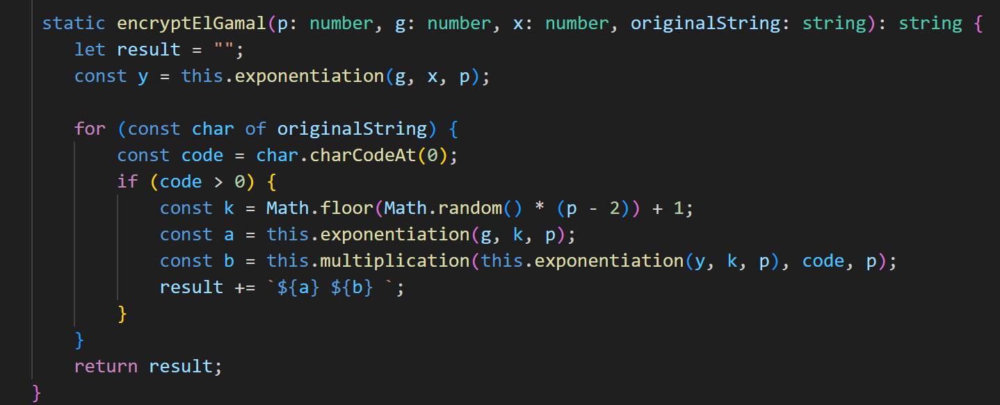 static encryptElGamal(p: number, g: number, x: number, originalString: string): string {
let result = "";
const y = this.exponentiation(g, x, p);
for (const char of originalString) {
const code = char.charCodeAt(0);
if (code > 0) {
const k = Math.floor(Math.random() * (p - 2)) + 1;
const a = this.exponentiation(g, k, p);
const b = this.multiplication(this.exponentiation(y, k, p), code, p);
result += `${a} ${b} `;
}
}
return result;
}